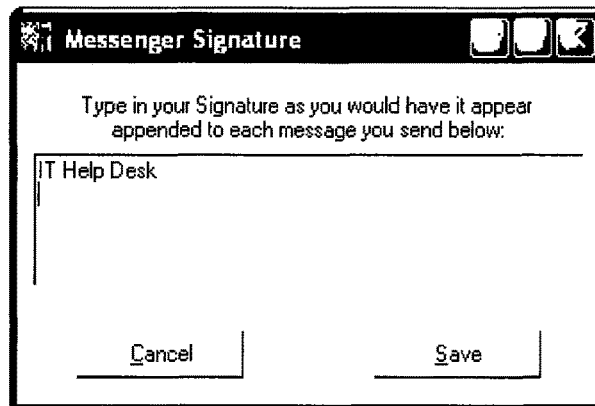 Messenger Signature
Type in your Signature as you would have it appear
appended to each message you send below:
IT Help Desk
Cancel
Save